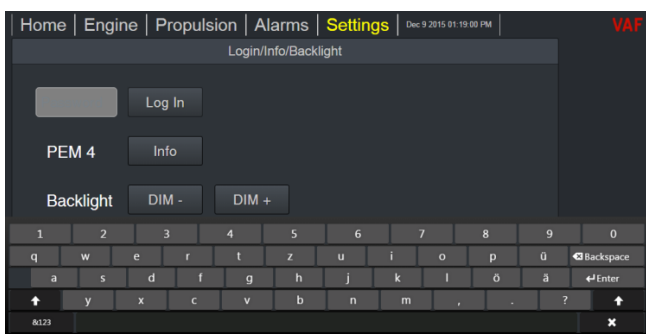 Home | Engine | Propulsion | Alarms | Settings | Dec 9 2015 01:19:00 PM | VAF
Login/Info/Backlight
Log In
PEM 4 Info
Backlight DIM - DIM +
1 2 3 4 5 6 7 8 9 0
q w e r t z u i o p ü Backspace
a s d f g h j k l ö ä Enter
y x c v b n m , . ?
&123